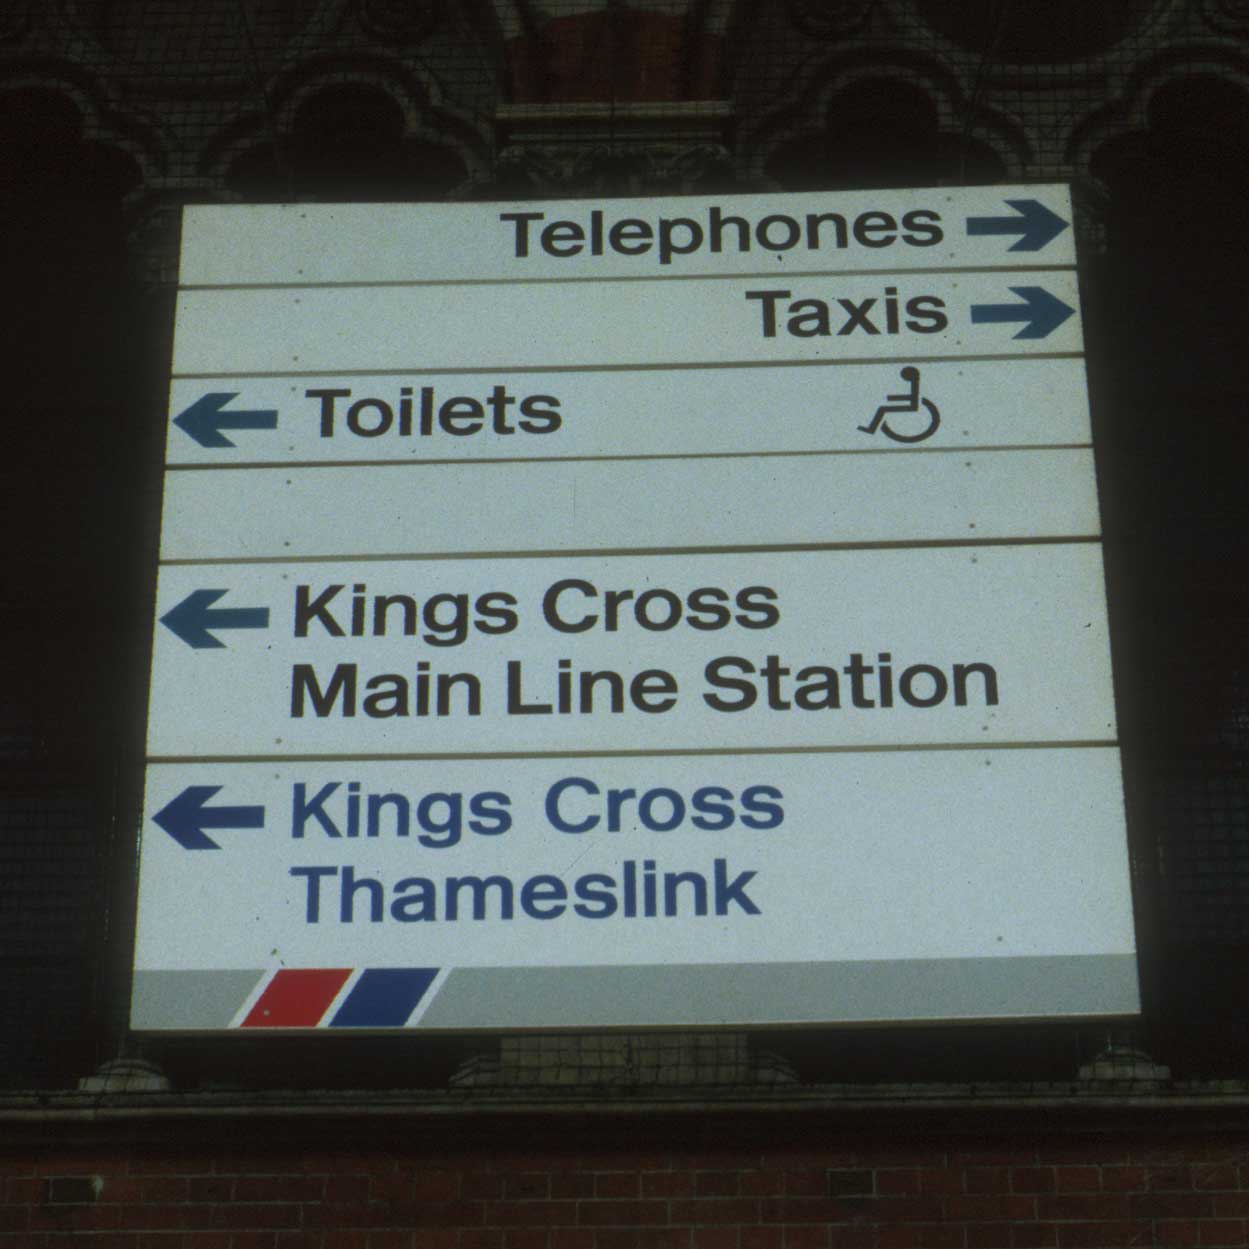 Telephones
Taxis
Toilets
Kings Cross
Main Line Station
Kings Cross
Thameslink